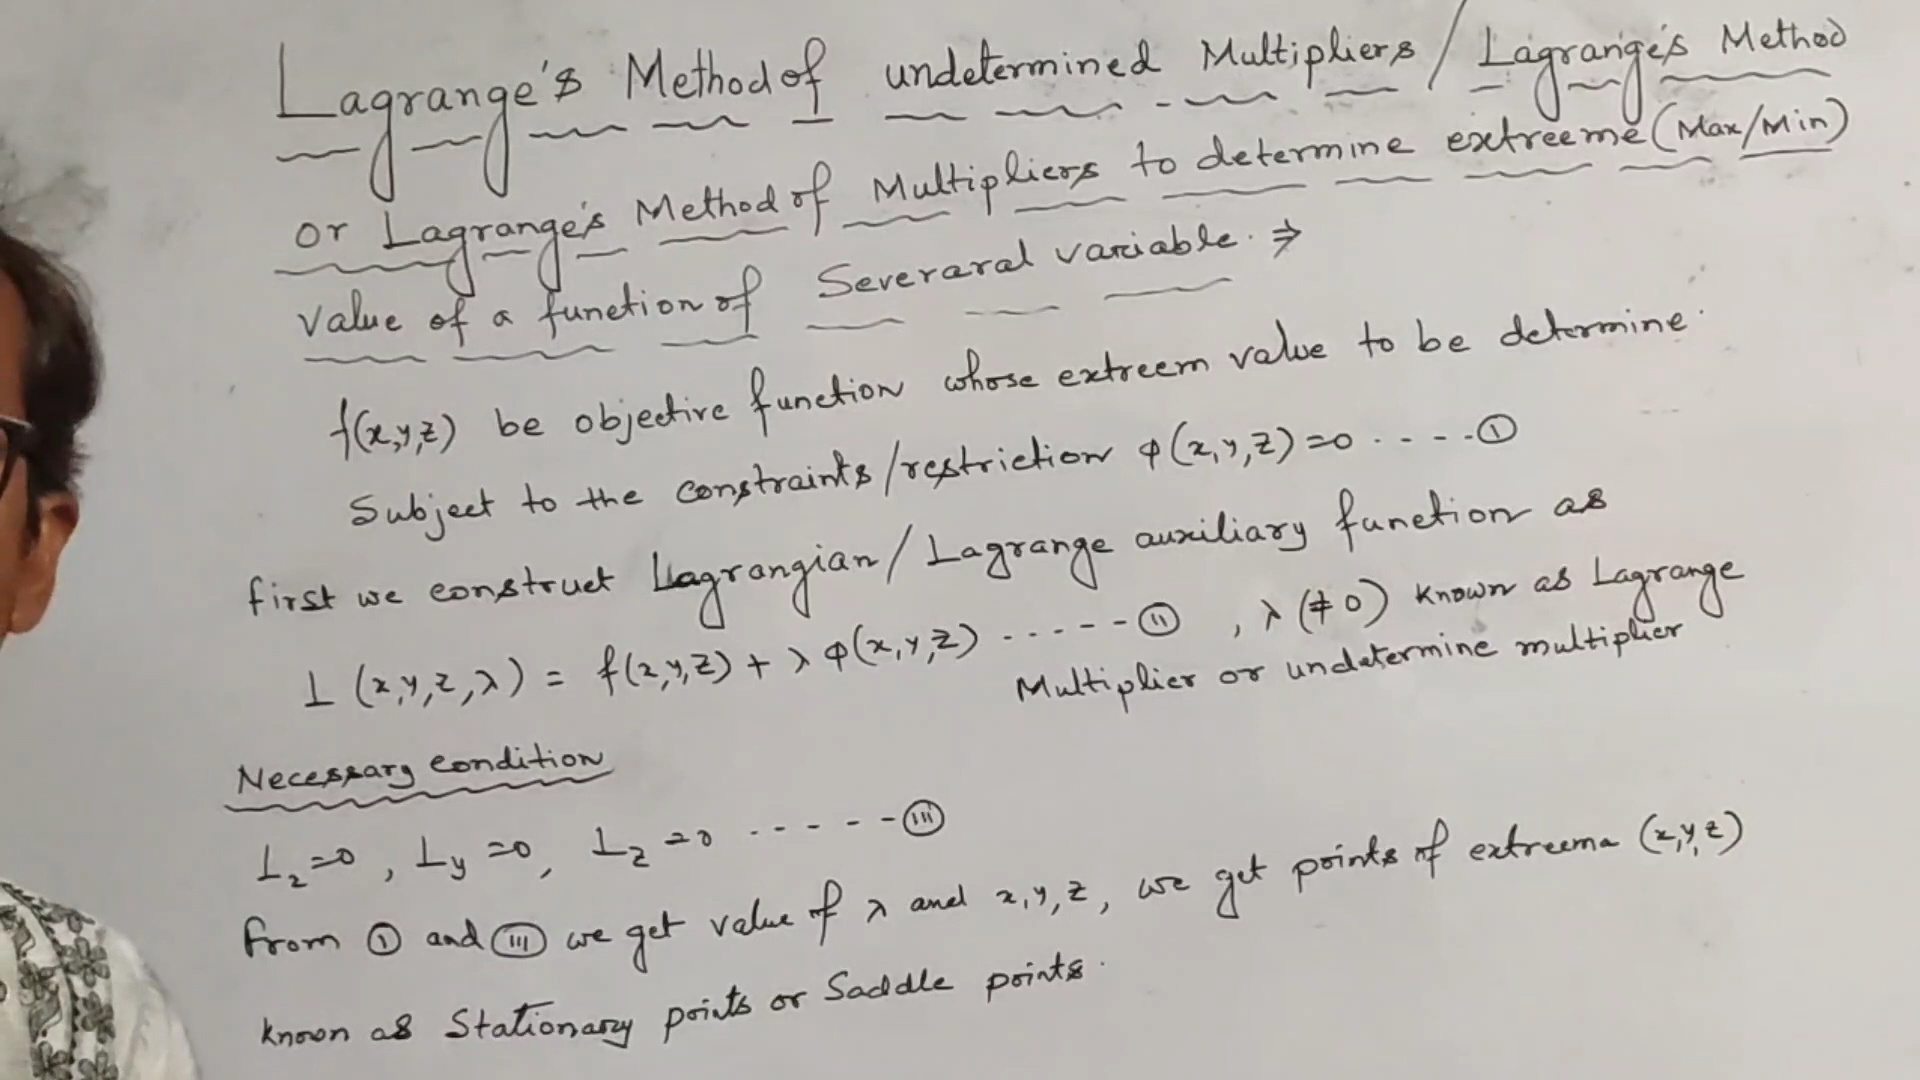 Lagrange's Method of undetermined Multipliers / Lagrange's Method
or Lagrange's Method of Multipliers to determine extreeme (Max/Min)
value of a function of Severaral variable. ⇒
f(x,y,z) be objective function whose extreem value to be determine.
Subject to the constraints/restriction φ(x,y,z)=0 ----①
first we construct Lagrangian/Lagrange auxiliary function as
L (x,y,z,λ) = f(x,y,z) + λ φ(x,y,z) ------ⓘⓘ , λ (≠0) known as Lagrange
Multiplier or undetermine multiplier
Necessary condition
Lx=0, Ly=0, Lz=0 ------(III)
from (I) and (III) we get value of λ and x,y,z, we get points of extreema (x,y,z)
known as Stationary points or Saddle points.